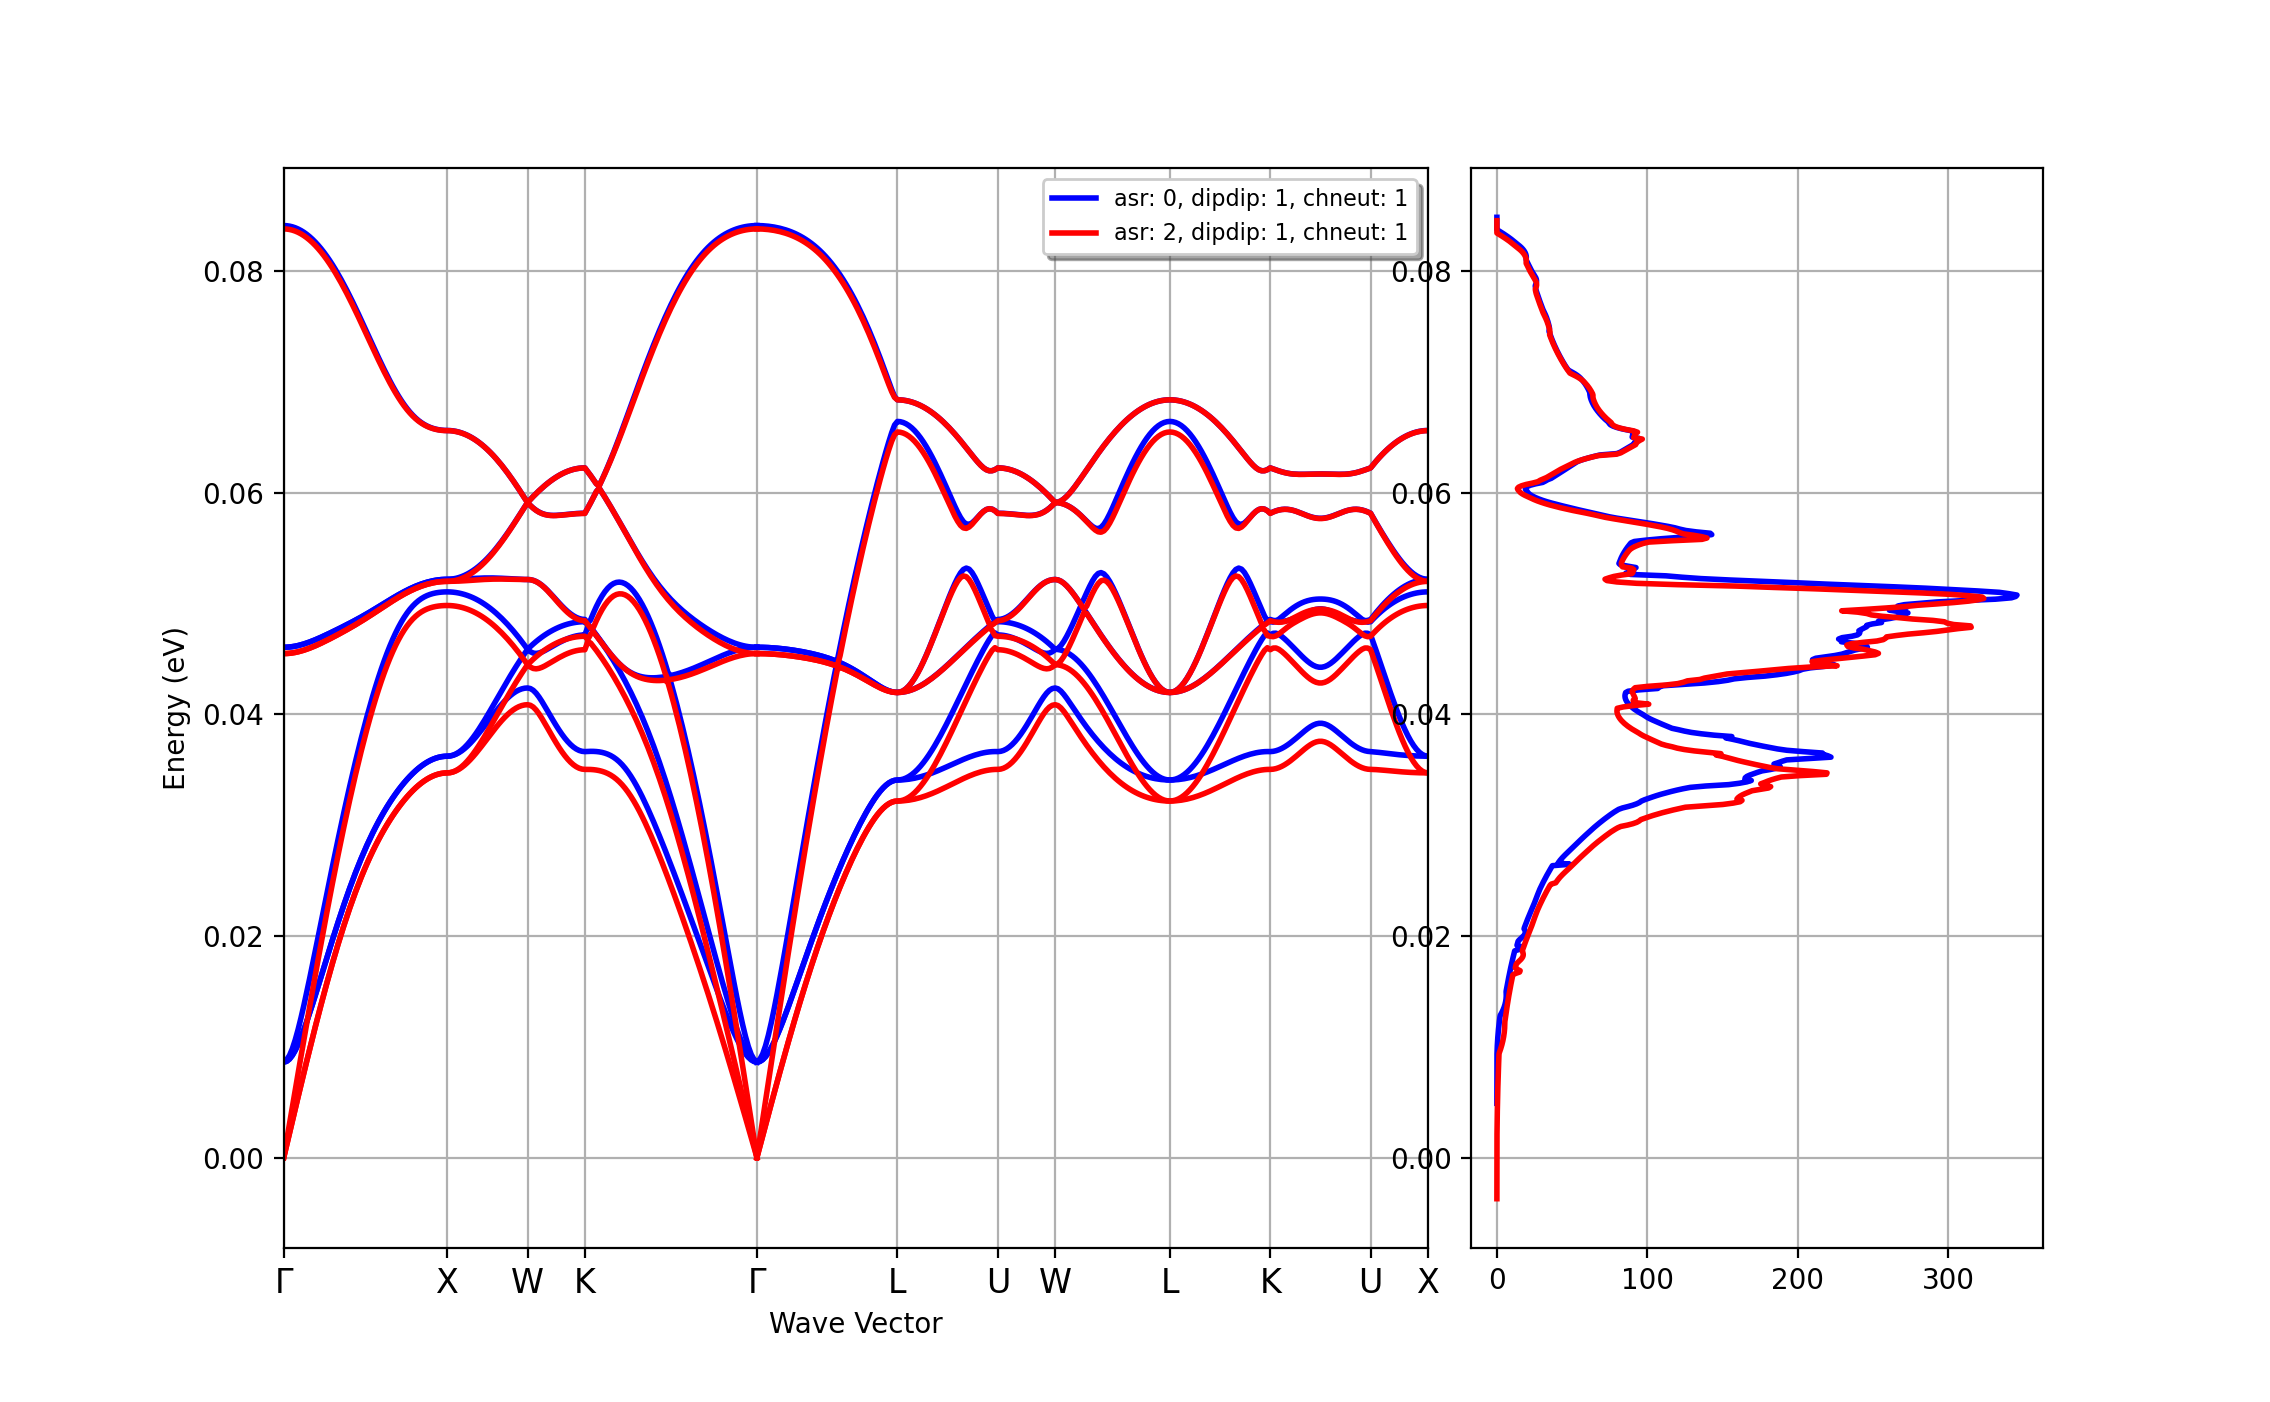 asr: 0, dipdip: 1, chneut: 1
asr: 2, dipdip: 1, chneut: 1
0.08
0.06
0.04
0.02
0.00
Energy (eV)
Γ X W K Γ L U W L K U X
Wave Vector
0.08
0.06
0.04
0.02
0.00
0 100 200 300